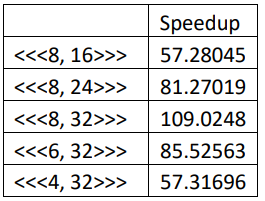 Speedup
<<<8, 16>>> 57.28045
<<<8, 24>>> 81.27019
<<<8, 32>>> 109.0248
<<<6, 32>>> 85.52563
<<<4, 32>>> 57.31696